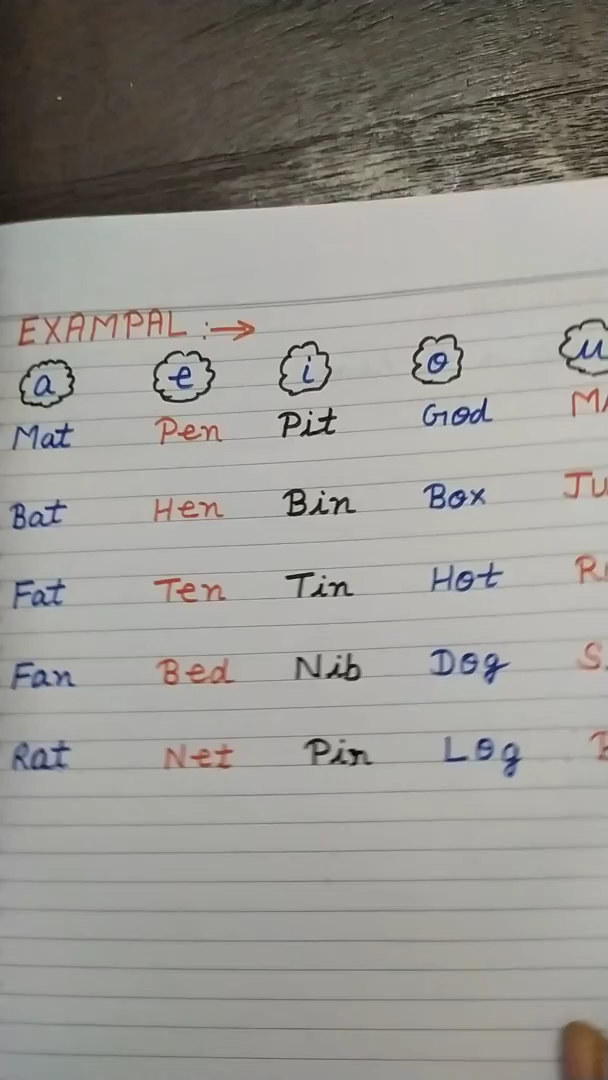 EXAMPAL :→
a e i o u
Mat Pen Pit God
Bat Hen Bin Box
Fat Ten Tin Hot
Fan Bed Nib Dog
Rat Net Pin Log